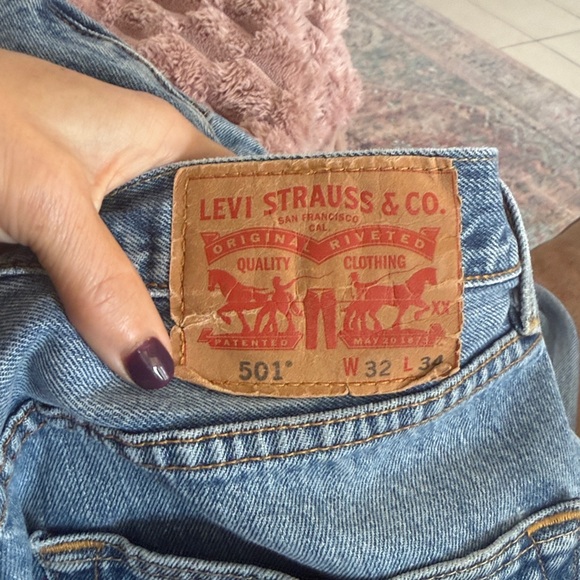 LEVI STRAUSS & CO.
SAN FRANCISCO
CAL.
ORIGINAL RIVETED
QUALITY CLOTHING
XX
PATENTED MAY 20 1873
501® W 32 L 34